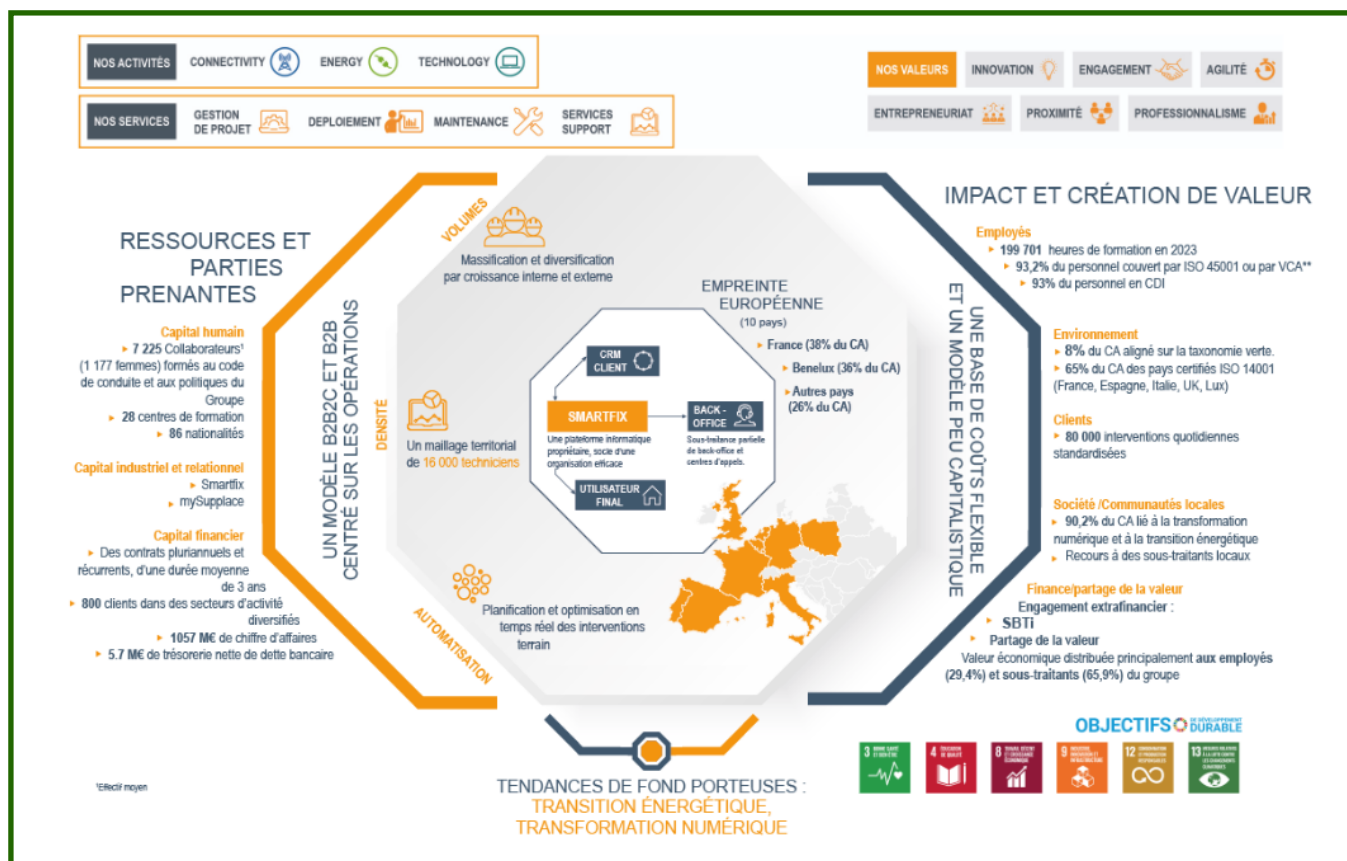 NOS ACTIVITÉS
CONNECTIVITY
ENERGY
TECHNOLOGY
NOS SERVICES
GESTION
DE PROJET
DEPLOIEMENT
MAINTENANCE
SERVICES
SUPPORT
NOS VALEURS
INNOVATION
ENGAGEMENT
AGILITÉ
ENTREPRENEURIAT
PROXIMITÉ
PROFESSIONNALISME
RESSOURCES ET
PARTIES
PRENANTES
Capital humain
7 225 Collaborateurs¹
(1 177 femmes) formés au code
de conduite et aux politiques du
Groupe
28 centres de formation
86 nationalités
Capital industriel et relationnel
Smartfix
mySupplace
Capital financier
Des contrats pluriannuels et
récurrents, d'une durée moyenne
de 3 ans
800 clients dans des secteurs d'activité
diversifiés
1057 M€ de chiffre d'affaires
5.7 M€ de trésorerie nette de dette bancaire
UN MODÈLE B2B2C ET B2B
CENTRÉ SUR LES OPÉRATIONS
VOLUMES
DENSITÉ
AUTOMATISATION
Massification et diversification
par croissance interne et externe
Un maillage territorial
de 16 000 techniciens
Planification et optimisation en
temps réel des interventions
terrain
CRM
CLIENT
SMARTFIX
Une plateforme informatique
propriétaire, socle d'une
organisation efficace
BACK -
OFFICE
Sous-traitance partielle
de back-office et
centres d'appels.
UTILISATEUR
FINAL
EMPREINTE
EUROPÉENNE
(10 pays)
France (38% du CA)
Benelux (36% du CA)
Autres pays
(26% du CA)
UNE BASE DE COÛTS FLEXIBLE
ET UN MODÈLE PEU CAPITALISTIQUE
IMPACT ET CRÉATION DE VALEUR
Employés
199 701 heures de formation en 2023
93,2% du personnel couvert par ISO 45001 ou par VCA**
93% du personnel en CDI
Environnement
8% du CA aligné sur la taxonomie verte.
65% du CA des pays certifiés ISO 14001
(France, Espagne, Italie, UK, Lux)
Clients
80 000 interventions quotidiennes
standardisées
Société /Communautés locales
90,2% du CA lié à la transformation
numérique et à la transition énergétique
Recours à des sous-traitants locaux
Finance/partage de la valeur
Engagement extrafinancier :
SBTi
Partage de la valeur
Valeur économique distribuée principalement aux employés
(29,4%) et sous-traitants (65,9%) du groupe
OBJECTIFS DE DÉVELOPPEMENT
DURABLE
3
4
8
9
12
13
TENDANCES DE FOND PORTEUSES :
TRANSITION ÉNERGÉTIQUE,
TRANSFORMATION NUMÉRIQUE
¹Effectif moyen